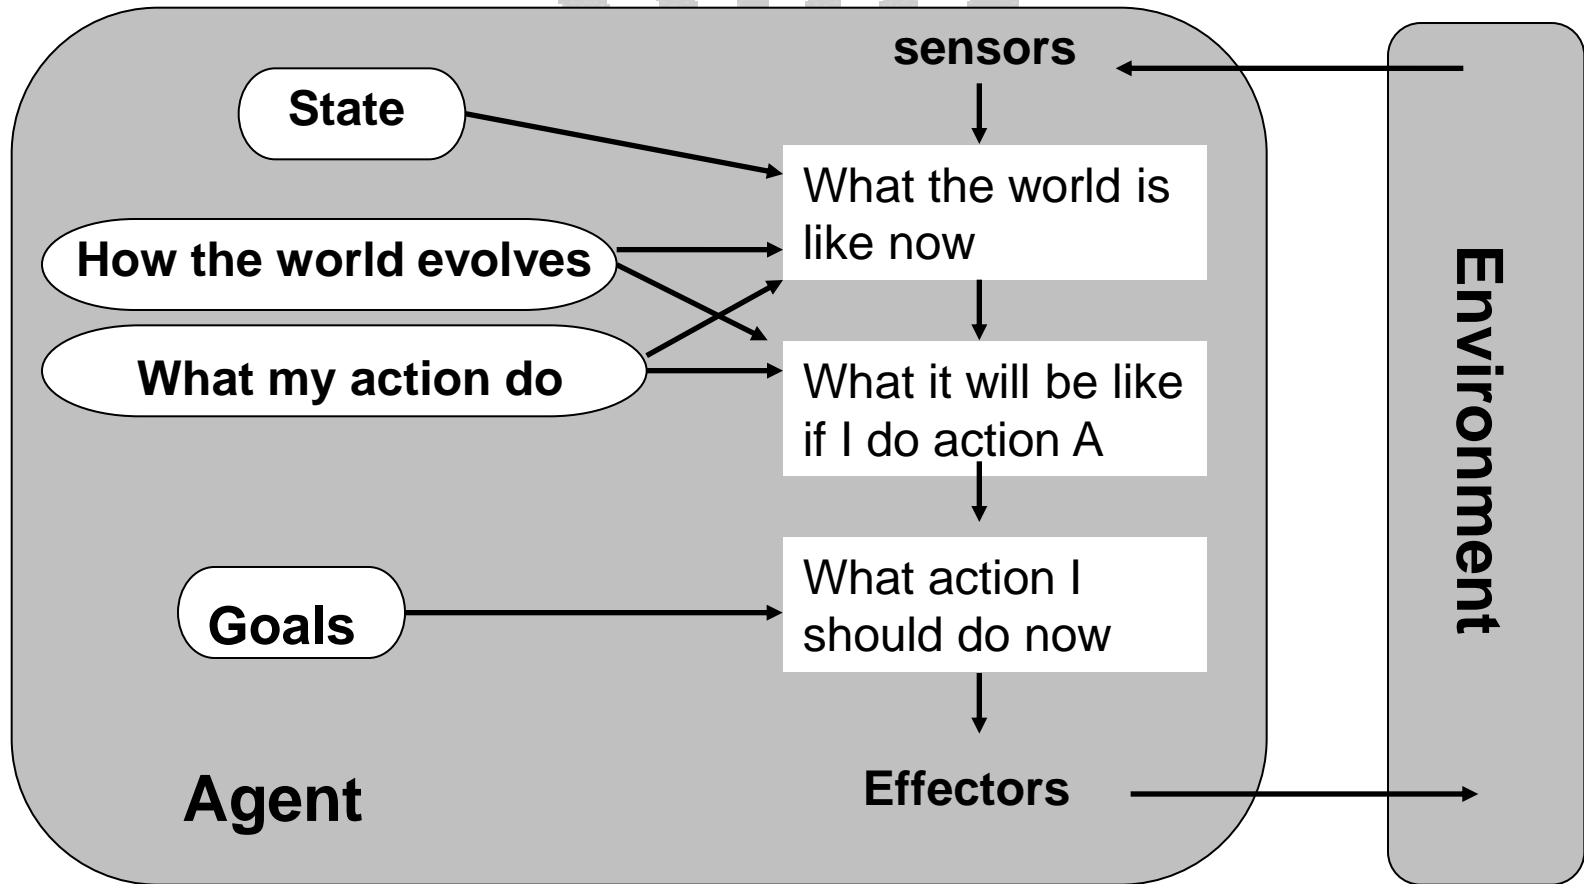 sensors
State
What the world is
like now
How the world evolves
What my action do
What it will be like
if I do action A
What action I
should do now
Goals
Agent
Effectors
Environment